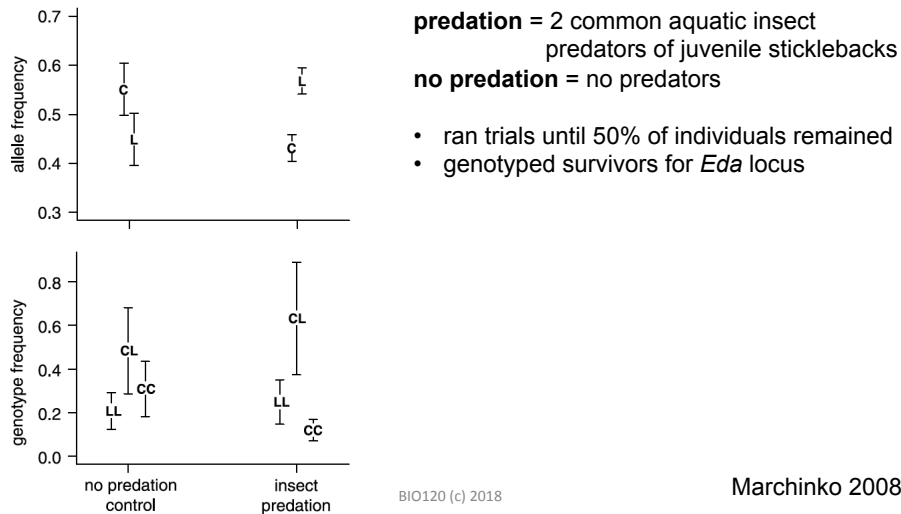 0.7
0.6
0.5
0.4
0.3
allele frequency
C
L
L
C
0.8
0.6
0.4
0.2
0.0
genotype frequency
CL
CL
CC
LL
LL
CC
no predation
control
insect
predation
predation = 2 common aquatic insect
predators of juvenile sticklebacks
no predation = no predators
• ran trials until 50% of individuals remained
• genotyped survivors for Eda locus
BIO120 (c) 2018
Marchinko 2008